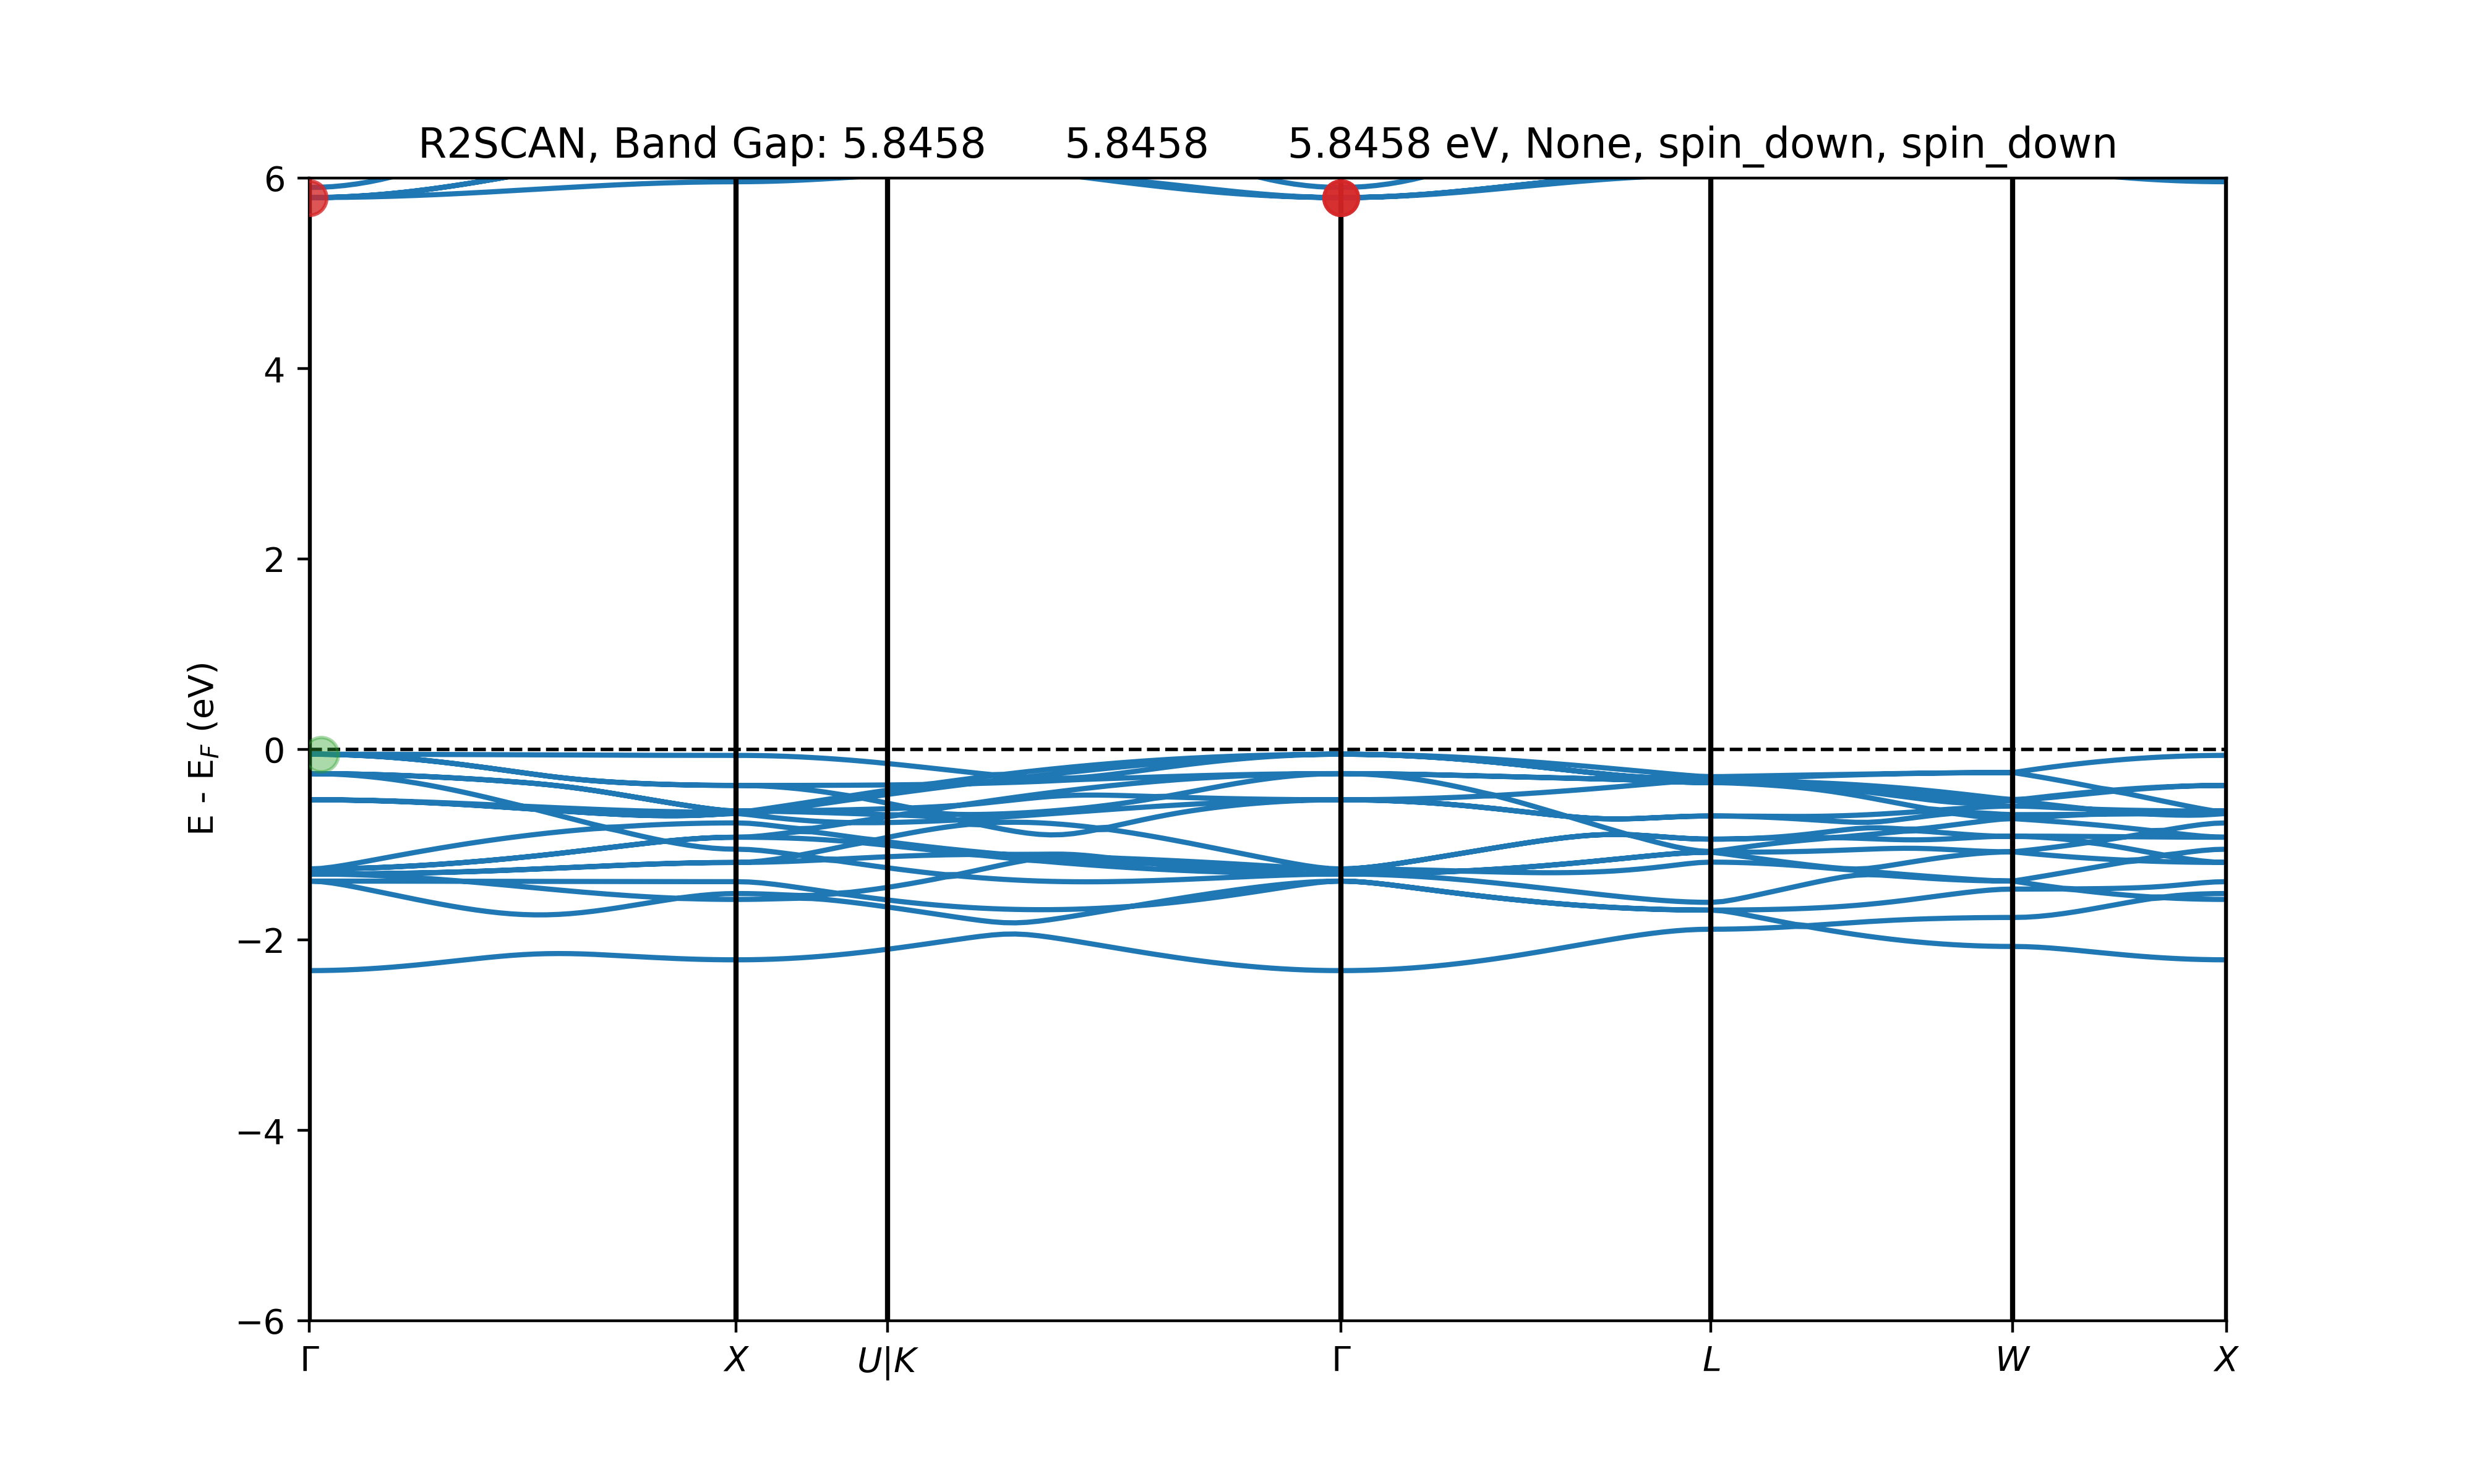 R2SCAN, Band Gap: 5.8458 5.8458 5.8458 eV, None, spin_down, spin_down
6
4
2
0
−2
−4
−6
E - E_F (eV)
Γ X U|K Γ L W X